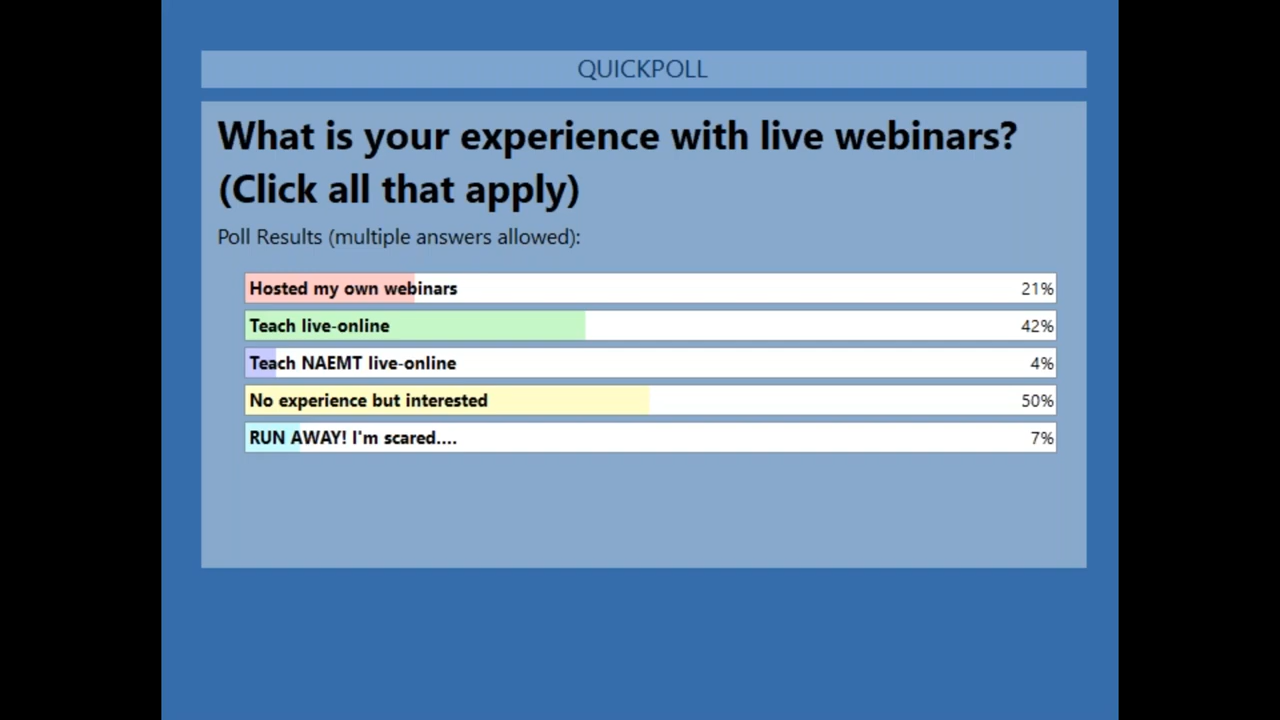 QUICKPOLL
What is your experience with live webinars?
(Click all that apply)
Poll Results (multiple answers allowed):
Hosted my own webinars 21%
Teach live-online 42%
Teach NAEMT live-online 4%
No experience but interested 50%
RUN AWAY! I'm scared.... 7%